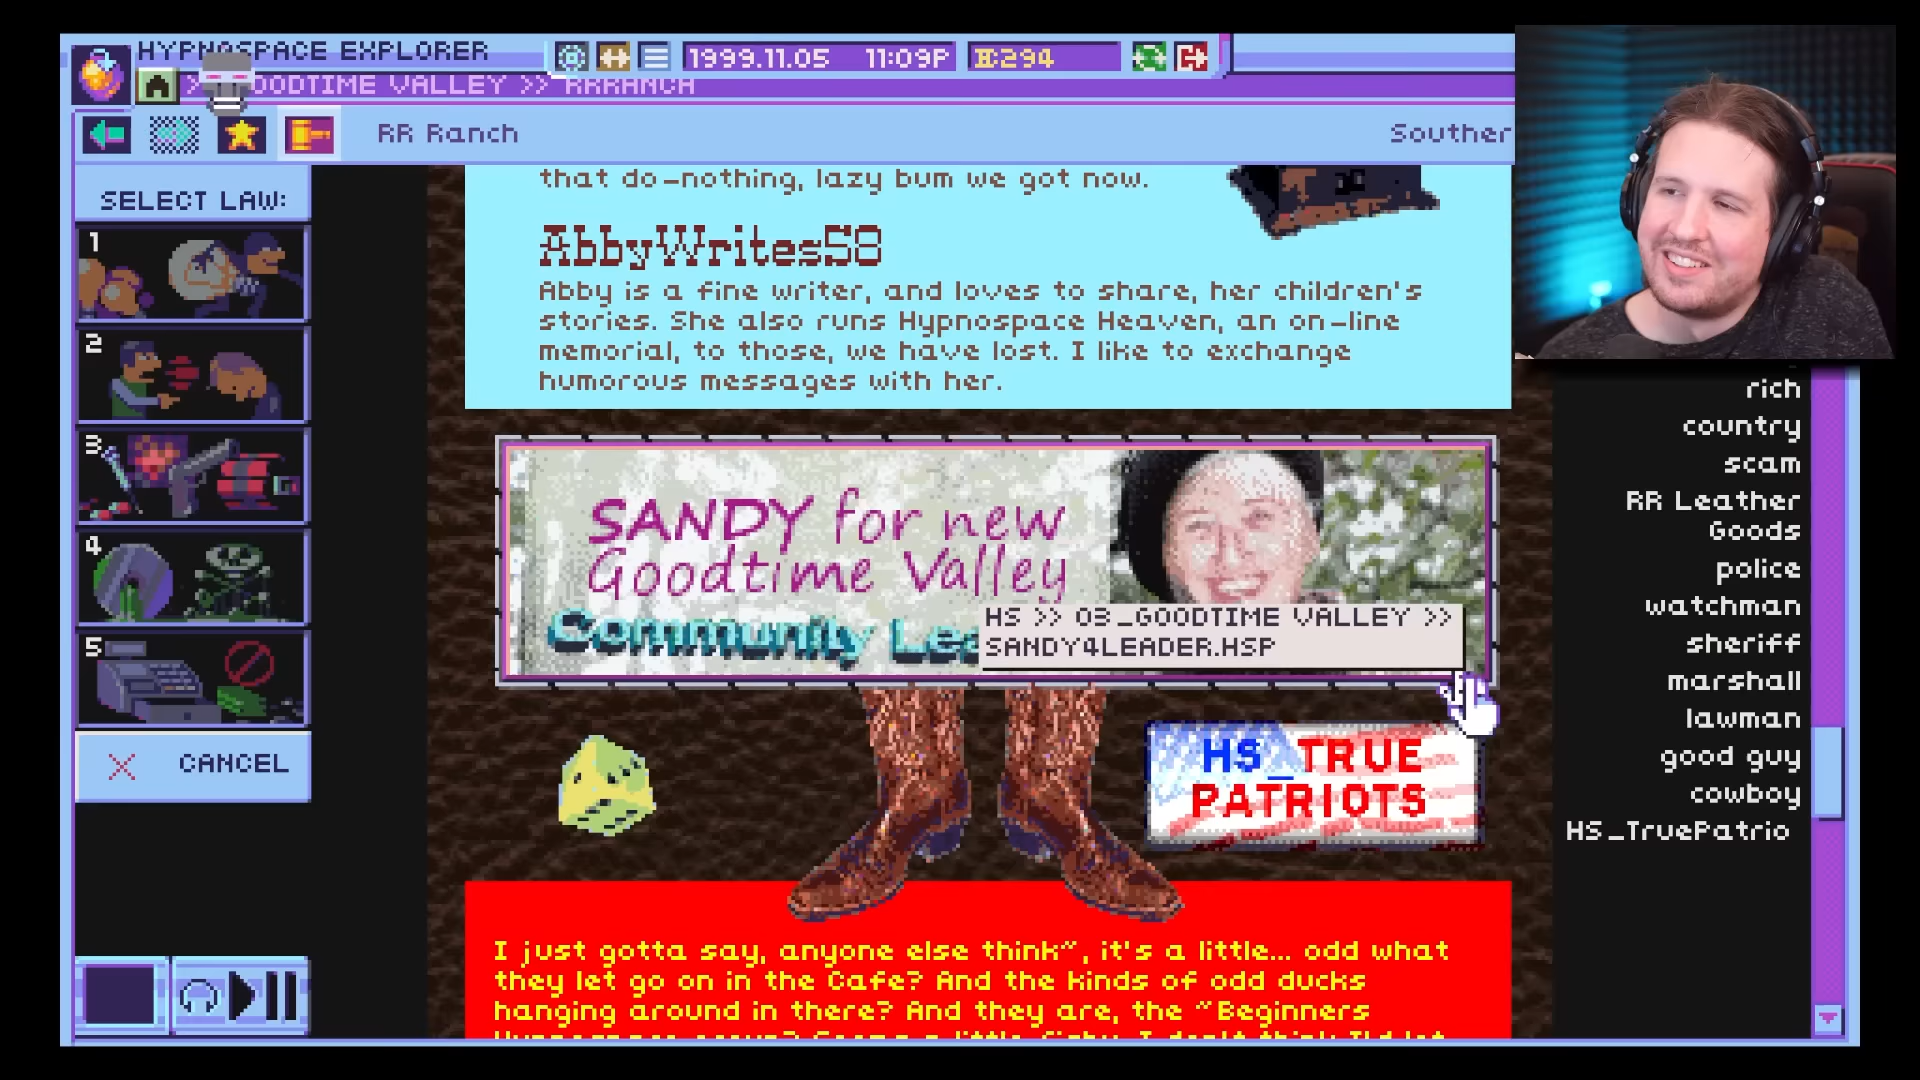 HYPNOSPACE EXPLORER
1999.11.05 11:09P
294
OODTIME VALLEY >> RRRANCH
RR Ranch
Souther
SELECT LAW:
1
2
3
4
5
CANCEL
that do-nothing, lazy bum we got now.
AbbyWrites58
Abby is a fine writer, and loves to share, her children's
stories. She also runs Hypnospace Heaven, an on-line
memorial, to those, we have lost. I like to exchange
humorous messages with her.
SANDY for new
Goodtime Valley
Community Lea
HS >> 03_GOODTIME VALLEY >>
SANDY4LEADER.HSP
HS_TRUE
PATRIOTS
I just gotta say, anyone else think~, it's a little... odd what
they let go on in the Cafe? And the kinds of odd ducks
hanging around in there? And they are, the ~Beginners
rich
country
scam
RR Leather
Goods
police
watchman
sheriff
marshall
lawman
good guy
cowboy
HS_TruePatrio